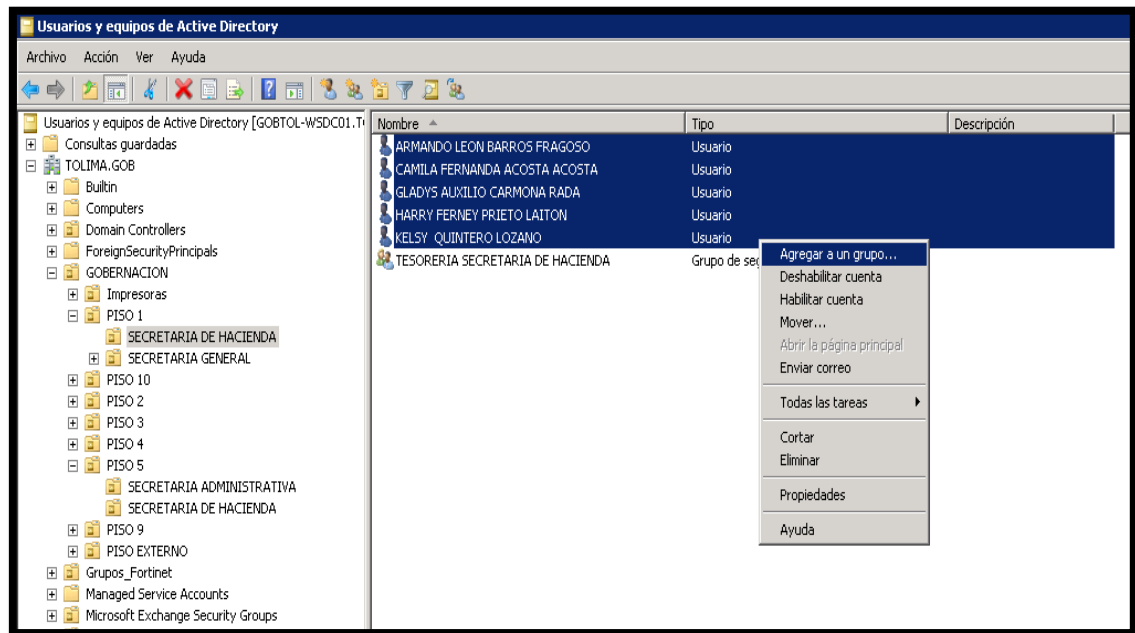 Usuarios y equipos de Active Directory
Archivo Acción Ver Ayuda
Usuarios y equipos de Active Directory [GOBTOL-WSDC01.T
Consultas guardadas
TOLIMA.GOB
Builtin
Computers
Domain Controllers
ForeignSecurityPrincipals
GOBERNACION
Impresoras
PISO 1
SECRETARIA DE HACIENDA
SECRETARIA GENERAL
PISO 10
PISO 2
PISO 3
PISO 4
PISO 5
SECRETARIA ADMINISTRATIVA
SECRETARIA DE HACIENDA
PISO 9
PISO EXTERNO
Grupos_Fortinet
Managed Service Accounts
Microsoft Exchange Security Groups
Nombre Tipo Descripción
ARMANDO LEON BARROS FRAGOSO Usuario
CAMILA FERNANDA ACOSTA ACOSTA Usuario
GLADYS AUXILIO CARMONA RADA Usuario
HARRY FERNEY PRIETO LAITON Usuario
KELSY QUINTERO LOZANO Usuario
TESORERIA SECRETARIA DE HACIENDA Grupo de seg
Agregar a un grupo...
Deshabilitar cuenta
Habilitar cuenta
Mover...
Abrir la página principal
Enviar correo
Todas las tareas
Cortar
Eliminar
Propiedades
Ayuda